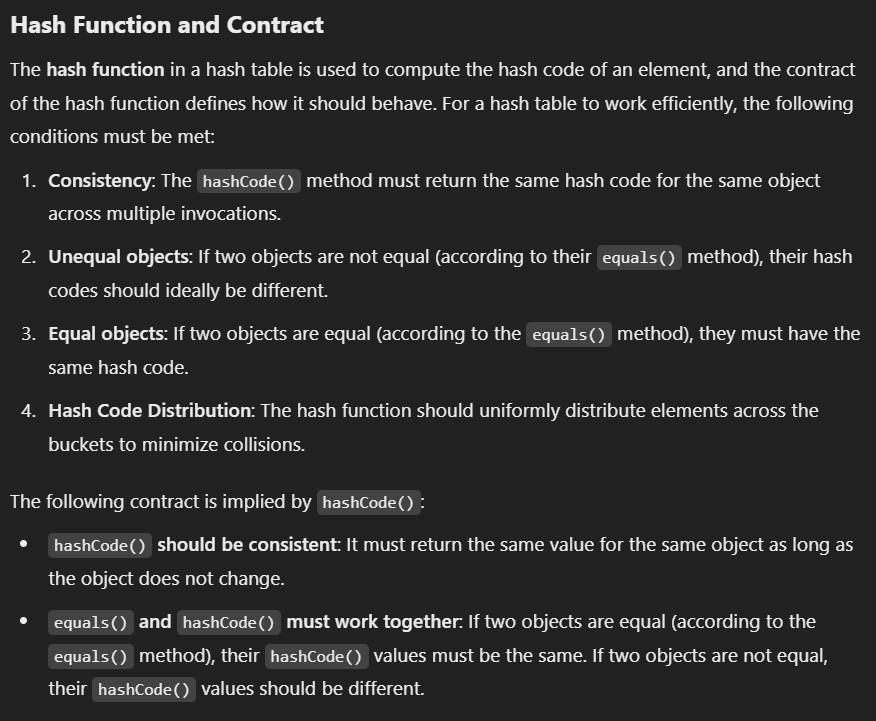 Hash Function and Contract
The hash function in a hash table is used to compute the hash code of an element, and the contract
of the hash function defines how it should behave. For a hash table to work efficiently, the following
conditions must be met:
1. Consistency: The hashCode() method must return the same hash code for the same object
across multiple invocations.
2. Unequal objects: If two objects are not equal (according to their equals() method), their hash
codes should ideally be different.
3. Equal objects: If two objects are equal (according to the equals() method), they must have the
same hash code.
4. Hash Code Distribution: The hash function should uniformly distribute elements across the
buckets to minimize collisions.
The following contract is implied by hashCode():
• hashCode() should be consistent: It must return the same value for the same object as long as
the object does not change.
• equals() and hashCode() must work together: If two objects are equal (according to the
equals() method), their hashCode() values must be the same. If two objects are not equal,
their hashCode() values should be different.